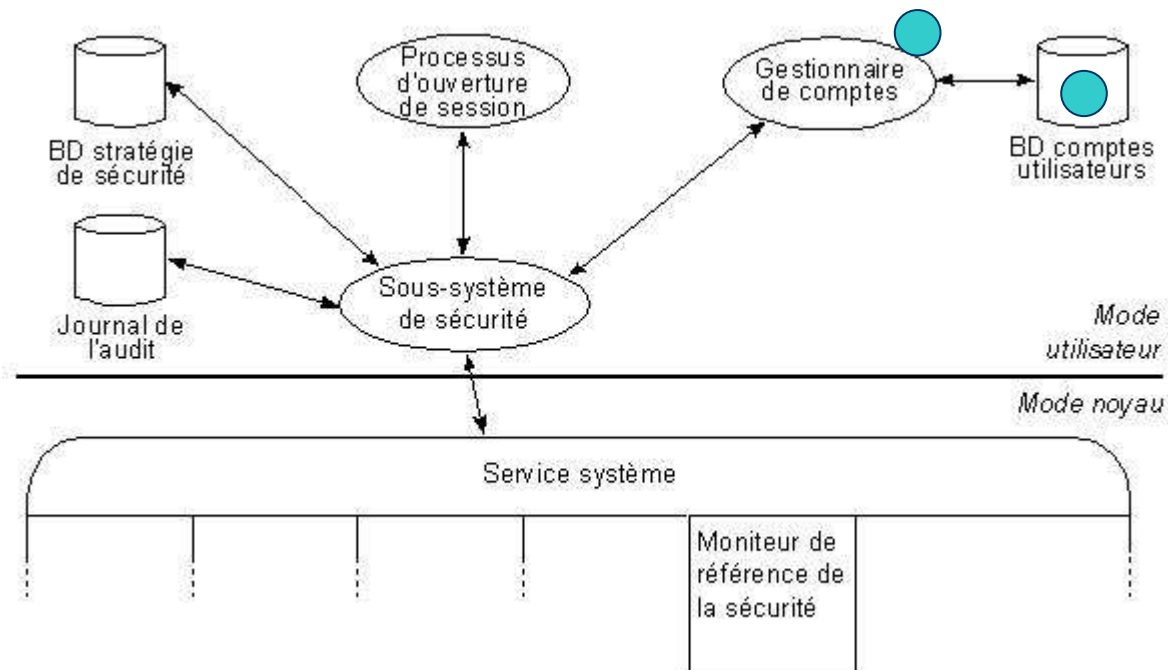 Processus
d'ouverture
de session
Gestionnaire
de comptes
BD stratégie
de sécurité
BD comptes
utilisateurs
Sous-système
de sécurité
Journal de
l'audit
Mode
utilisateur
Mode noyau
Service système
Moniteur de
référence de
la sécurité